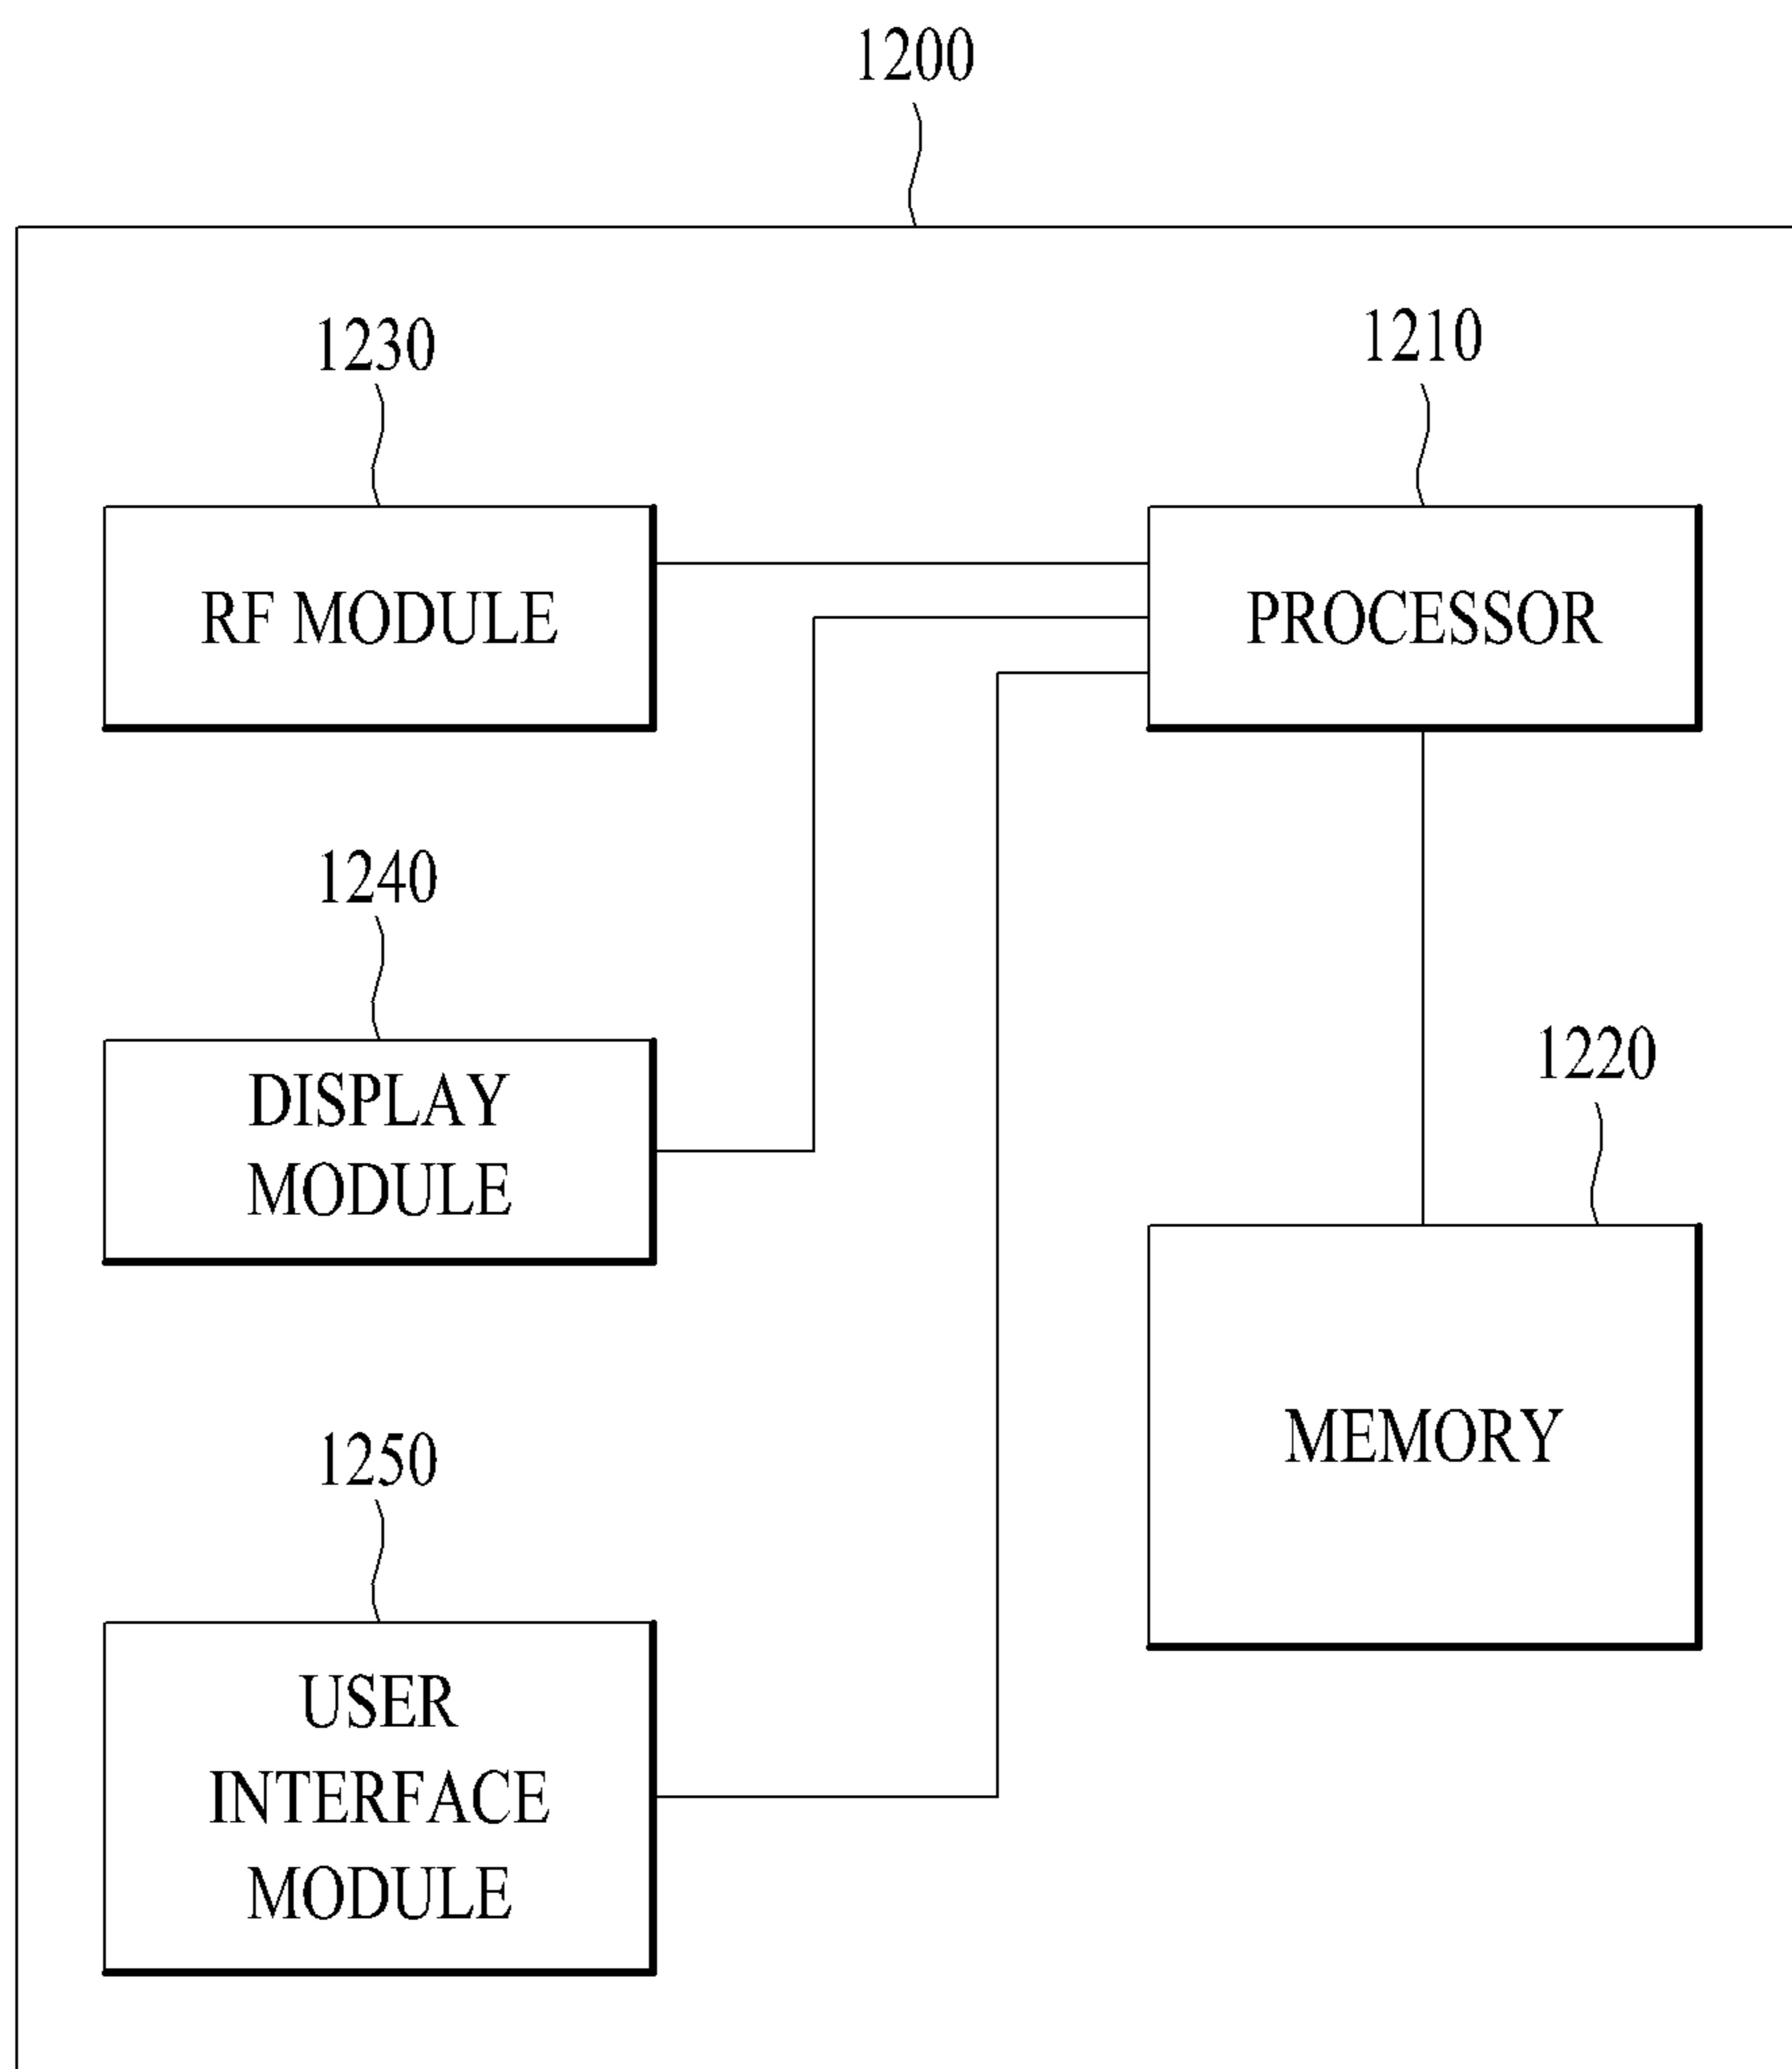 1200
1230
1210
RF MODULE
PROCESSOR
1240
1220
DISPLAY
MODULE
MEMORY
1250
USER
INTERFACE
MODULE